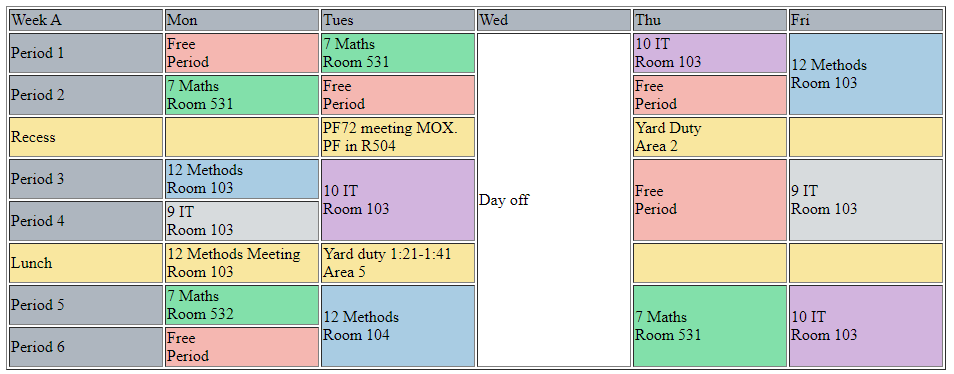 Week A
Mon
Tues
Wed
Thu
Fri
Period 1
Free
Period
7 Maths
Room 531
Day off
10 IT
Room 103
12 Methods
Room 103
Period 2
7 Maths
Room 531
Free
Period
Free
Period
Recess
PF72 meeting MOX.
PF in R504
Yard Duty
Area 2
Period 3
12 Methods
Room 103
10 IT
Room 103
Free
Period
9 IT
Room 103
Period 4
9 IT
Room 103
Lunch
12 Methods Meeting
Room 103
Yard duty 1:21-1:41
Area 5
Period 5
7 Maths
Room 532
12 Methods
Room 104
7 Maths
Room 531
10 IT
Room 103
Period 6
Free
Period